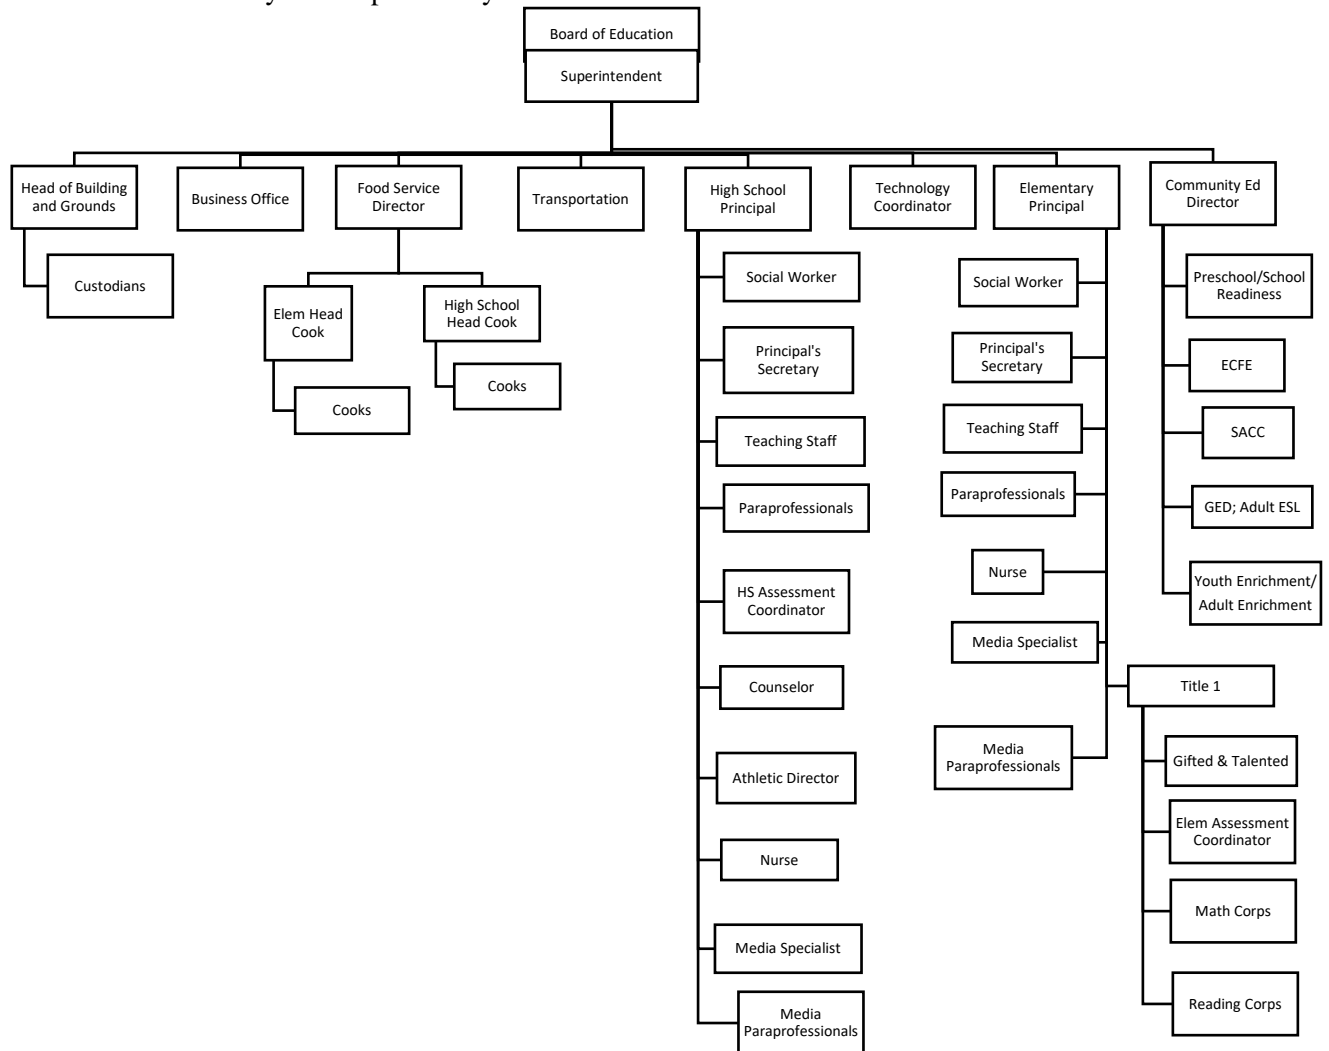 Board of Education
Superintendent
Head of Building
and Grounds
Business Office
Food Service
Director
Transportation
High School
Principal
Technology
Coordinator
Elementary
Principal
Community Ed
Director
Custodians
Elem Head
Cook
Cooks
High School
Head Cook
Cooks
Social Worker
Principal's
Secretary
Teaching Staff
Paraprofessionals
HS Assessment
Coordinator
Counselor
Athletic Director
Nurse
Media Specialist
Media
Paraprofessionals
Social Worker
Principal's
Secretary
Teaching Staff
Paraprofessionals
Nurse
Media Specialist
Media
Paraprofessionals
Title 1
Gifted & Talented
Elem Assessment
Coordinator
Math Corps
Reading Corps
Preschool/School
Readiness
ECFE
SACC
GED; Adult ESL
Youth Enrichment/
Adult Enrichment